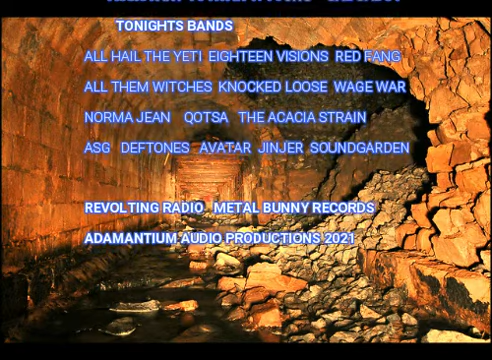 TONIGHTS BANDS
ALL HAIL THE YETI EIGHTEEN VISIONS RED FANG
ALL THEM WITCHES KNOCKED LOOSE WAGE WAR
NORMA JEAN QOTSA THE ACACIA STRAIN
ASG DEFTONES AVATAR JINJER SOUNDGARDEN
REVOLTING RADIO METAL BUNNY RECORDS
ADAMANTIUM AUDIO PRODUCTIONS 2021